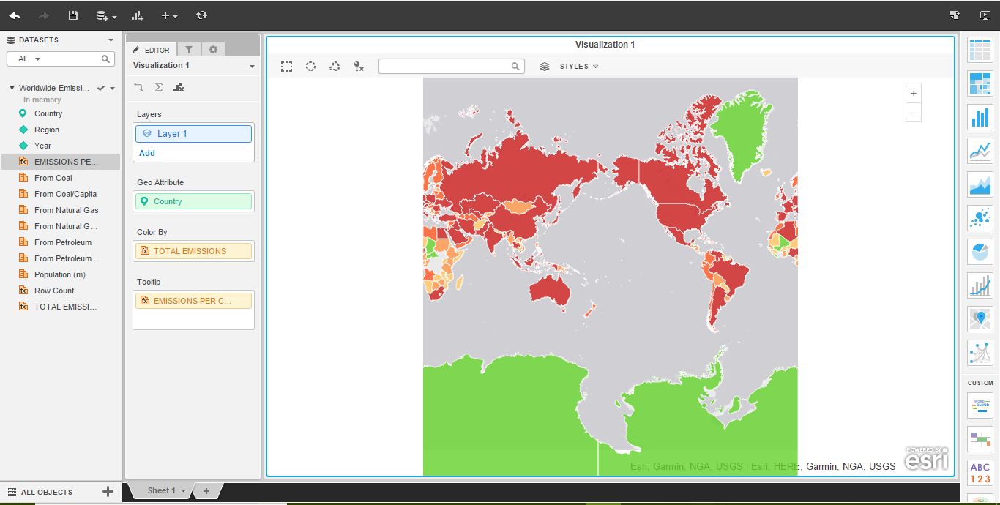 DATASETS
All
Worldwide-Emissi...
In memory
Country
Region
Year
EMISSIONS PE...
From Coal
From Coal/Capita
From Natural Gas
From Natural G...
From Petroleum
From Petroleum...
Population (m)
Row Count
TOTAL EMISSI...
ALL OBJECTS
EDITOR
Visualization 1
Layers
Layer 1
Add
Geo Attribute
Country
Color By
TOTAL EMISSIONS
Tooltip
EMISSIONS PER C...
Visualization 1
STYLES
+
−
POWERED BY
esri
Esri, Garmin, NGA, USGS | Esri, HERE, Garmin, NGA, USGS
Sheet 1
CUSTOM
WORD
CLOUD
ABC
123